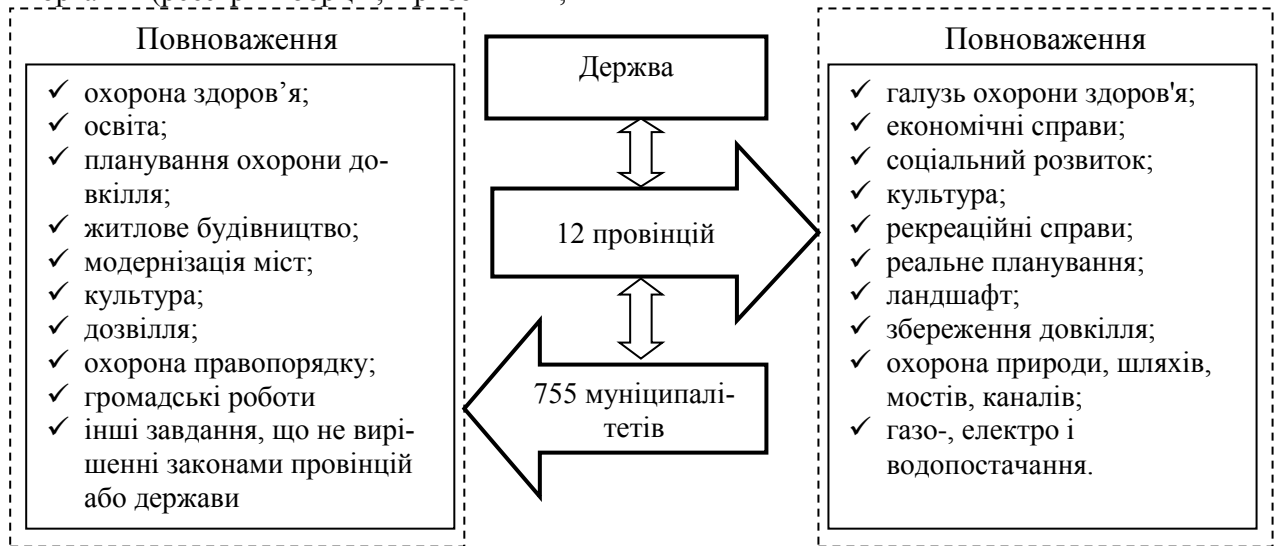 Повноваження
✓ охорона здоров’я;
✓ освіта;
✓ планування охорони до-
вкілля;
✓ житлове будівництво;
✓ модернізація міст;
✓ культура;
✓ дозвілля;
✓ охорона правопорядку;
✓ громадські роботи
✓ інші завдання, що не вирі-
шенні законами провінцій
або держави
Держва
12 провінцій
755 муніципалі-
тетів
Повноваження
✓ галузь охорони здоров'я;
✓ економічні справи;
✓ соціальний розвиток;
✓ культура;
✓ рекреаційні справи;
✓ реальне планування;
✓ ландшафт;
✓ збереження довкілля;
✓ охорона природи, шляхів,
мостів, каналів;
✓ газо-, електро і
водопостачання.